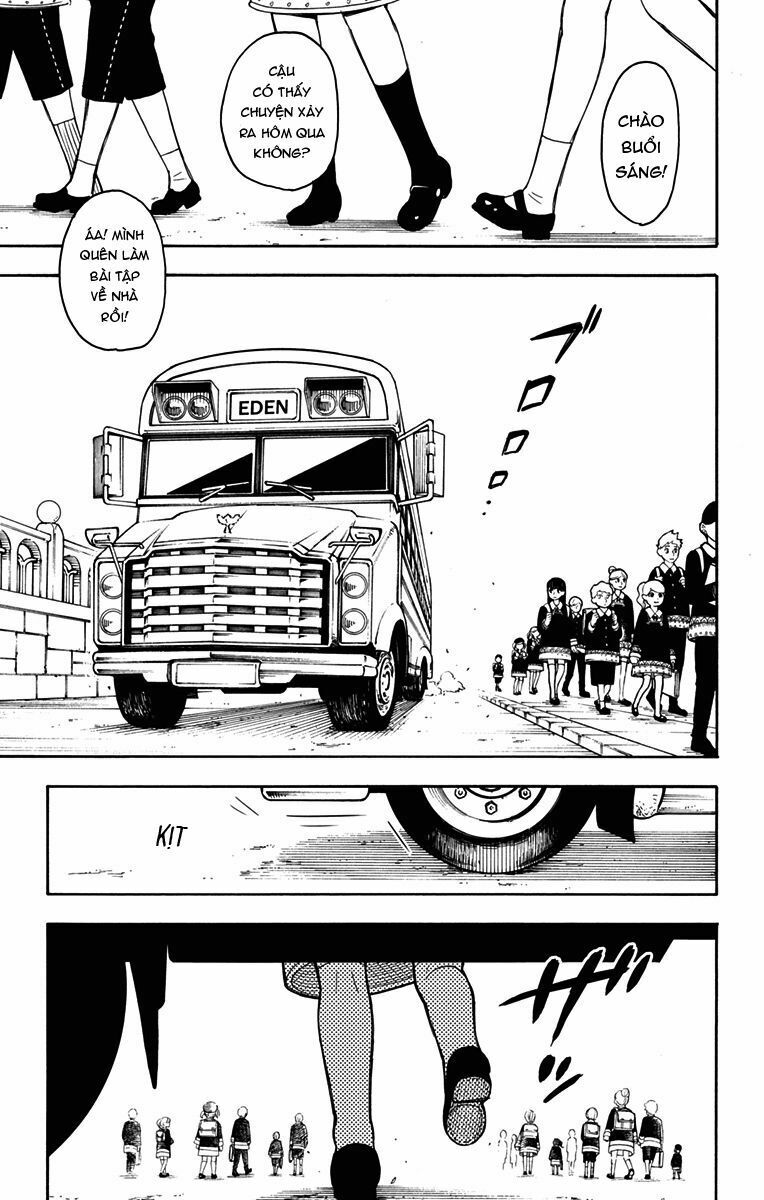 CHÀO
BUỔI
SÁNG!
CẬU
CÓ THẤY
CHUYỆN XẢY
RA HÔM QUA
KHÔNG?
ÁA! MÌNH
QUÊN LÀM
BÀI TẬP
VỀ NHÀ
RỒI!
ブロロロ...
EDEN
KỊT
ザッ